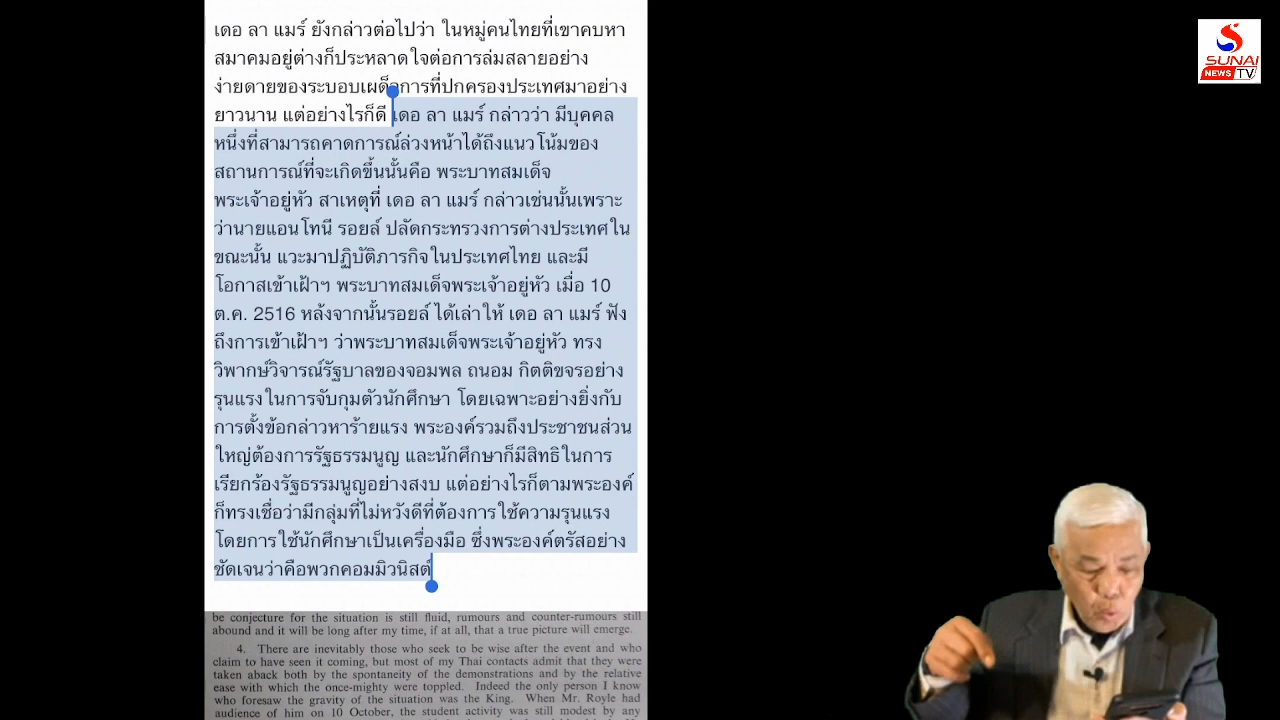 เดอ ลา แมร์ ยังกล่าวต่อไปว่า ในหมู่คนไทยที่เขาคบหา
สมาคมอยู่ต่างก็ประหลาดใจต่อการล่มสลายอย่าง
ง่ายดายของระบอบเผด็จการที่ปกครองประเทศมาอย่าง
ยาวนาน แต่อย่างไรก็ดี เดอ ลา แมร์ กล่าวว่า มีบุคคล
หนึ่งที่สามารถคาดการณ์ล่วงหน้าได้ถึงแนวโน้มของ
สถานการณ์ที่จะเกิดขึ้นนั้นคือ พระบาทสมเด็จ
พระเจ้าอยู่หัว สาเหตุที่ เดอ ลา แมร์ กล่าวเช่นนั้นเพราะ
ว่านายแอนโทนี รอยล์ ปลัดกระทรวงการต่างประเทศใน
ขณะนั้น แวะมาปฏิบัติภารกิจในประเทศไทย และมี
โอกาสเข้าเฝ้าฯ พระบาทสมเด็จพระเจ้าอยู่หัว เมื่อ 10
ต.ค. 2516 หลังจากนั้นรอยล์ ได้เล่าให้ เดอ ลา แมร์ ฟัง
ถึงการเข้าเฝ้าฯ ว่าพระบาทสมเด็จพระเจ้าอยู่หัว ทรง
วิพากษ์วิจารณ์รัฐบาลของจอมพล ถนอม กิตติขจรอย่าง
รุนแรงในการจับกุมตัวนักศึกษา โดยเฉพาะอย่างยิ่งกับ
การตั้งข้อกล่าวหาร้ายแรง พระองค์รวมถึงประชาชนส่วน
ใหญ่ต้องการรัฐธรรมนูญ และนักศึกษาก็มีสิทธิในการ
เรียกร้องรัฐธรรมนูญอย่างสงบ แต่อย่างไรก็ตามพระองค์
ก็ทรงเชื่อว่ามีกลุ่มที่ไม่หวังดีที่ต้องการใช้ความรุนแรง
โดยการใช้นักศึกษาเป็นเครื่องมือ ซึ่งพระองค์ตรัสอย่าง
ชัดเจนว่าคือพวกคอมมิวนิสต์
be conjecture for the situation is still fluid, rumours and counter-rumours still
abound and it will be long after my time, if at all, that a true picture will emerge.
4. There are inevitably those who seek to be wise after the event and who
claim to have seen it coming, but most of my Thai contacts admit that they were
taken aback both by the spontaneity of the demonstrations and by the relative
ease with which the once-mighty were toppled. Indeed the only person I know
who foresaw the gravity of the situation was the King. When Mr. Royle had
audience of him on 10 October, the student activity was still modest by any
SUNAI
NEWS TV